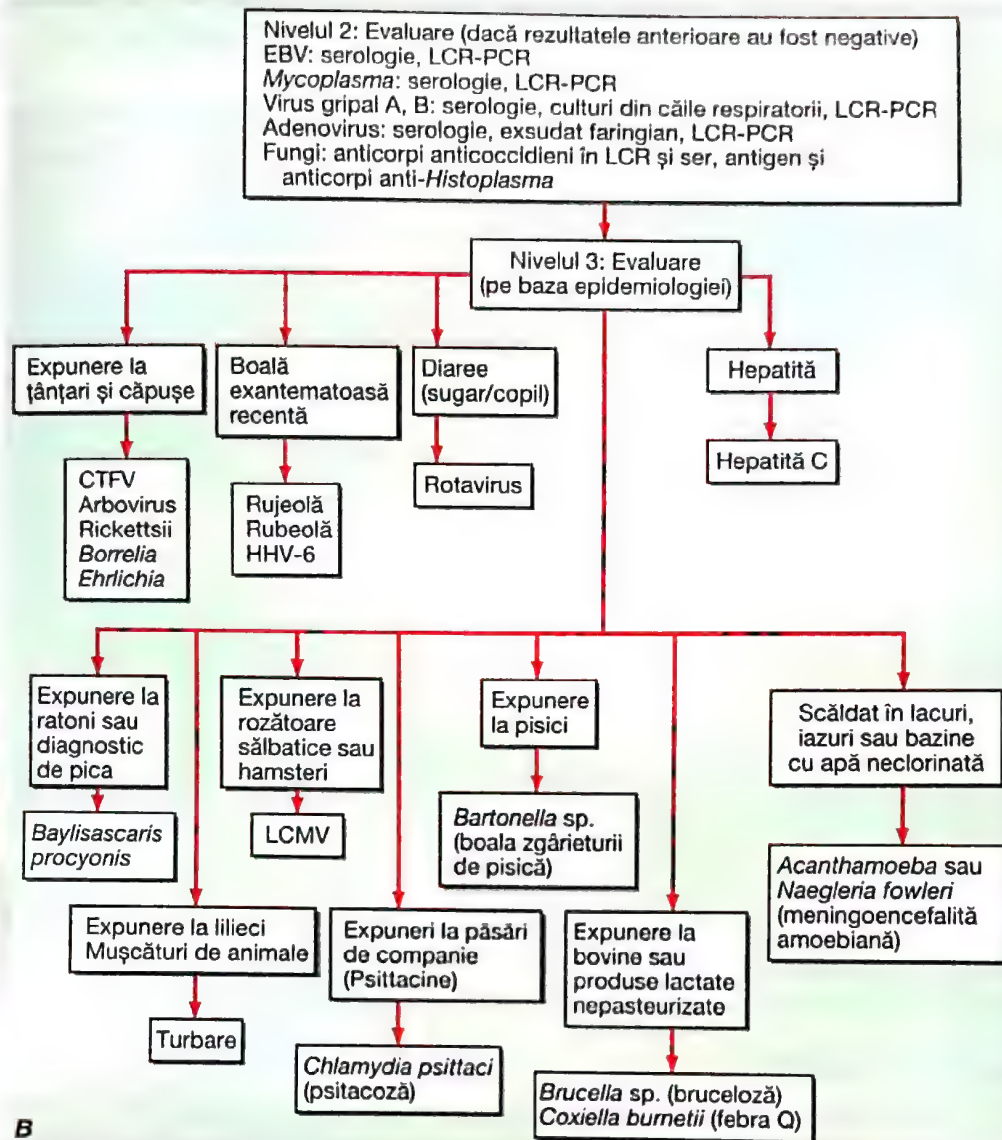 Nivelul 2: Evaluare (dacă rezultatele anterioare au fost negative)
EBV: serologie, LCR-PCR
Mycoplasma: serologie, LCR-PCR
Virus gripal A, B: serologie, culturi din căile respiratorii, LCR-PCR
Adenovirus: serologie, exsudat faringian, LCR-PCR
Fungi: anticorpi anticoccidieni în LCR și ser, antigen și
anticorpi anti-Histoplasma
Nivelul 3: Evaluare
(pe baza epidemiologiei)
Expunere la
țânțari și căpușe
Boală
exantematoasă
recentă
Diaree
(sugar/copil)
Hepatită
CTFV
Arbovirus
Rickettsii
Borrelia
Ehrlichia
Rujeolă
Rubeolă
HHV-6
Rotavirus
Hepatită C
Expunere la
ratoni sau
diagnostic
de pica
Expunere la
rozătoare
sălbatice sau
hamsteri
Expunere
la pisici
Scăldat în lacuri,
iazuri sau bazine
cu apă neclorinată
Baylisascaris
procyonis
LCMV
Bartonella sp.
(boala zgârieturii
de pisică)
Acanthamoeba sau
Naegleria fowleri
(meningoencefalită
amoebiană)
Expunere la lilieci
Mușcături de animale
Expuneri la păsări
de companie
(Psittacine)
Expunere la
bovine sau
produse lactate
nepasteurizate
Turbare
Chlamydia psittaci
(psitacoză)
Brucella sp. (bruceloză)
Coxiella burnetii (febra Q)
B